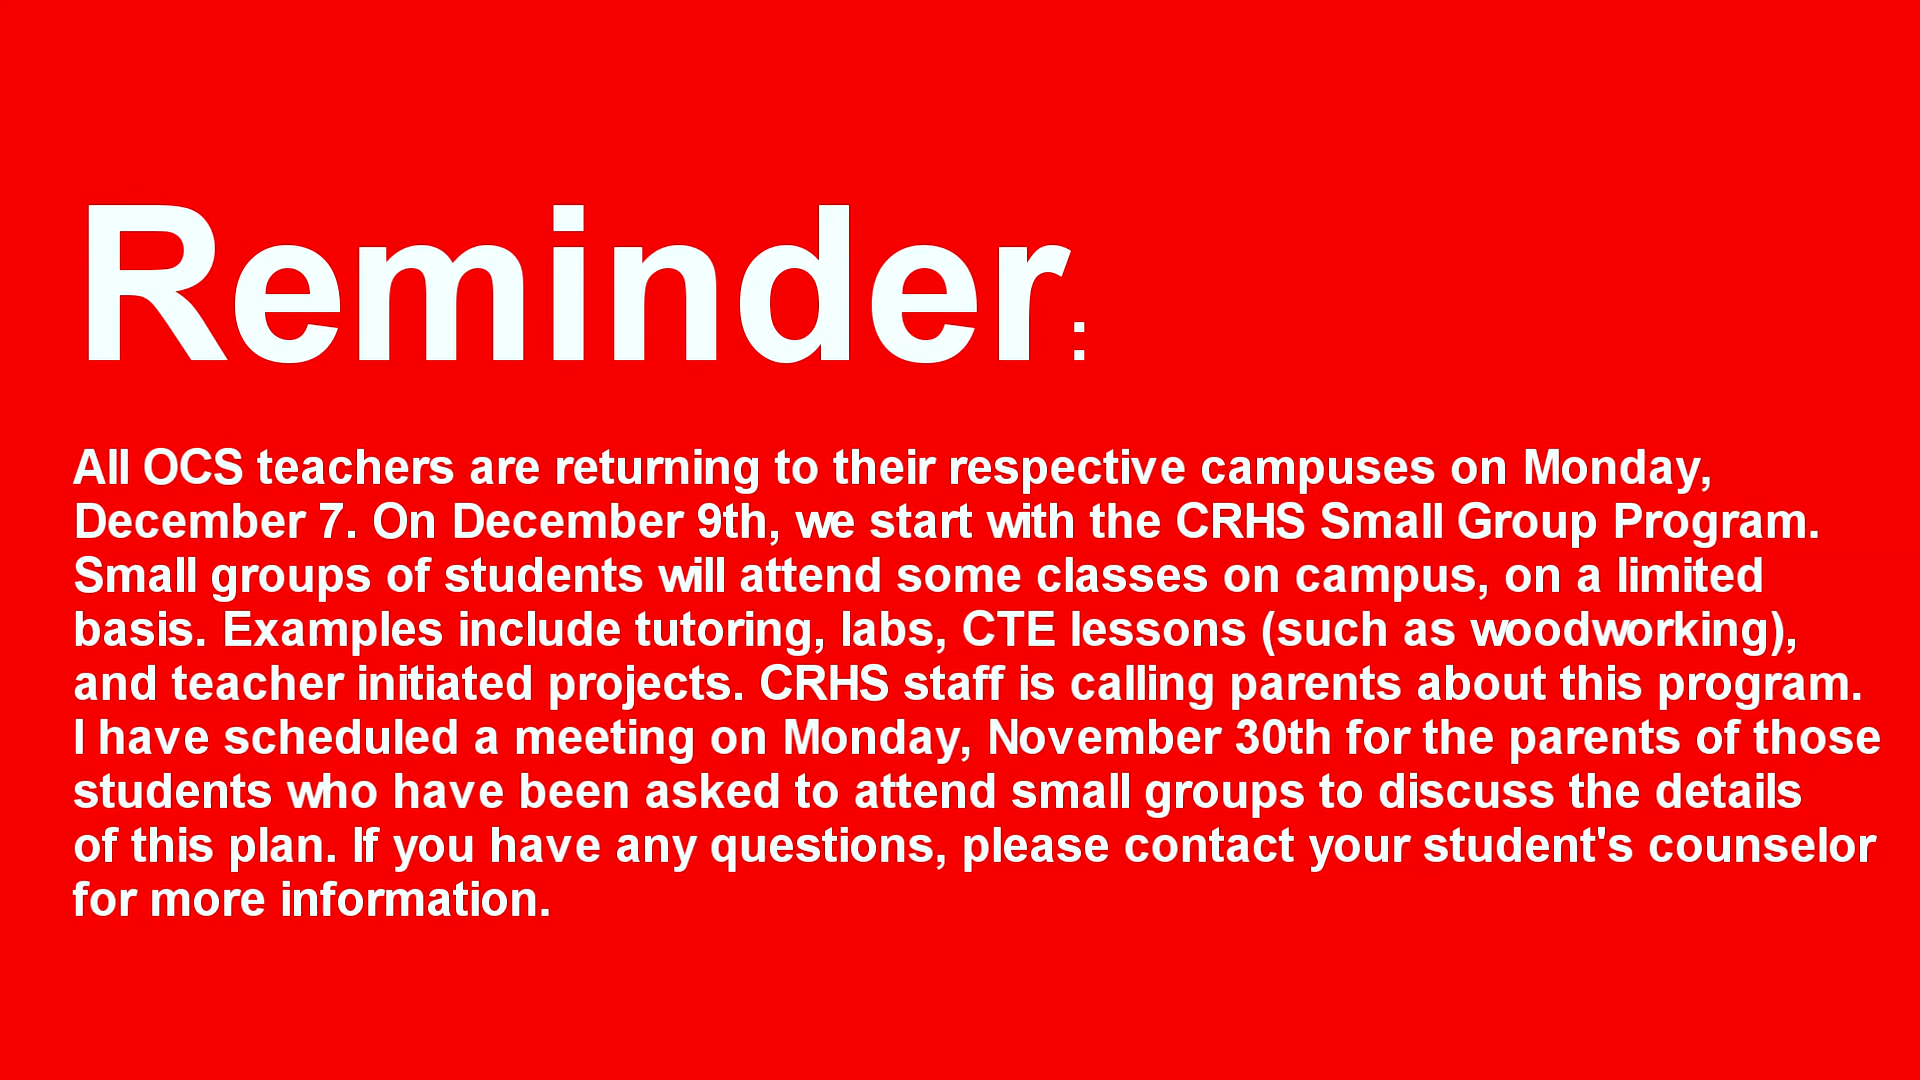 Reminder:
All OCS teachers are returning to their respective campuses on Monday,
December 7. On December 9th, we start with the CRHS Small Group Program.
Small groups of students will attend some classes on campus, on a limited
basis. Examples include tutoring, labs, CTE lessons (such as woodworking),
and teacher initiated projects. CRHS staff is calling parents about this program.
I have scheduled a meeting on Monday, November 30th for the parents of those
students who have been asked to attend small groups to discuss the details
of this plan. If you have any questions, please contact your student's counselor
for more information.